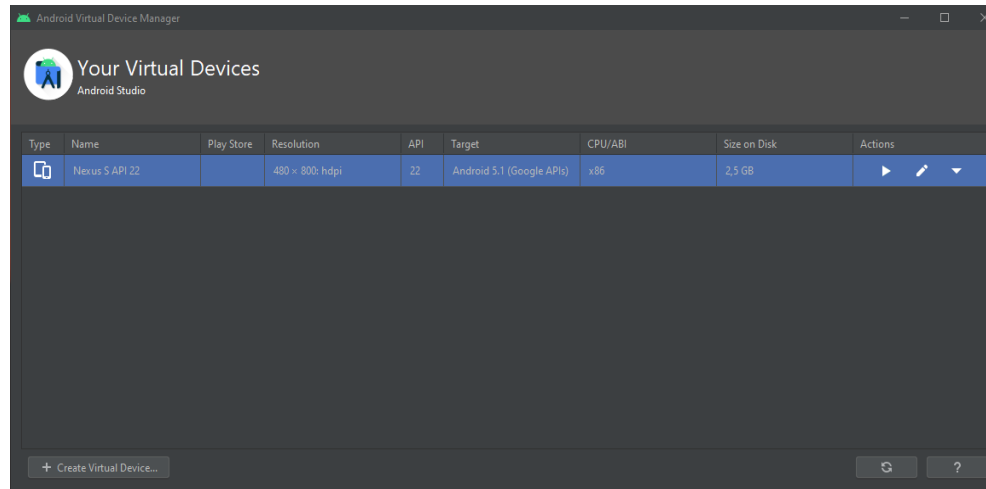 Android Virtual Device Manager
Your Virtual Devices
Android Studio
Type Name Play Store Resolution API Target CPU/ABI Size on Disk Actions
Nexus S API 22 480 × 800: hdpi 22 Android 5.1 (Google APIs) x86 2,5 GB
+ Create Virtual Device... ?